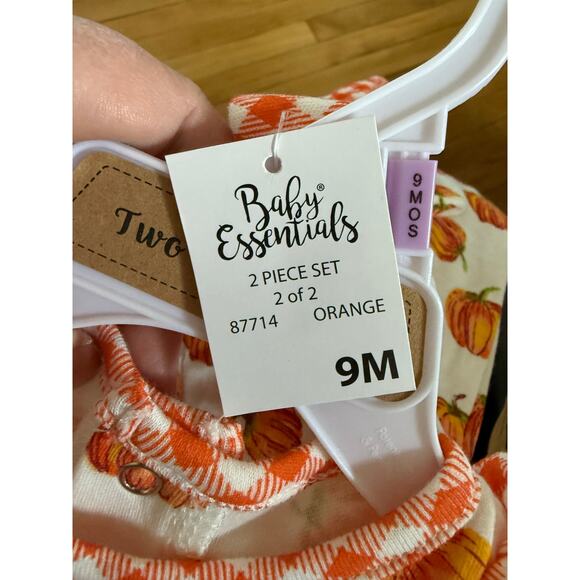 Two
Baby®
Essentials
2 PIECE SET
2 of 2
87714 ORANGE
9M
9 MOS